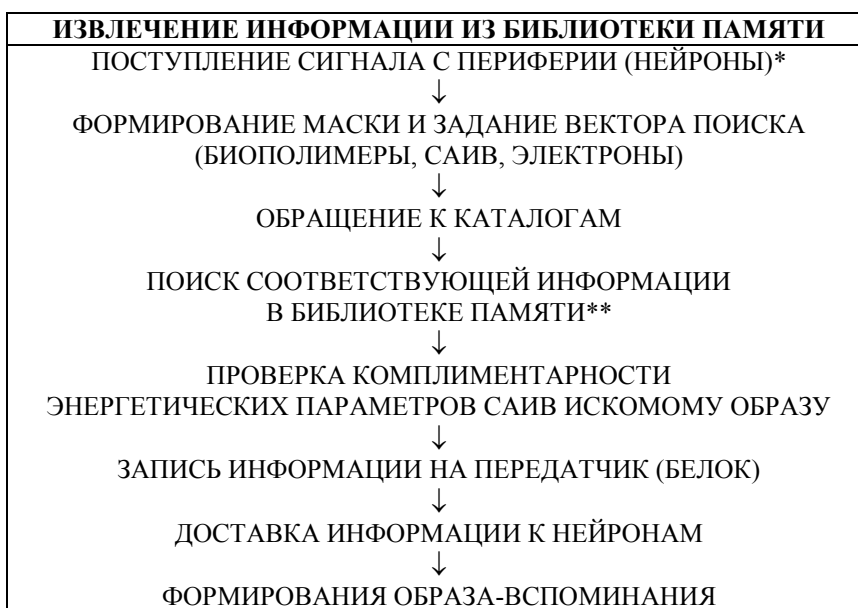 ИЗВЛЕЧЕНИЕ ИНФОРМАЦИИ ИЗ БИБЛИОТЕКИ ПАМЯТИ
ПОСТУПЛЕНИЕ СИГНАЛА С ПЕРИФЕРИИ (НЕЙРОНЫ)*
↓
ФОРМИРОВАНИЕ МАСКИ И ЗАДАНИЕ ВЕКТОРА ПОИСКА
(БИОПОЛИМЕРЫ, САИВ, ЭЛЕКТРОНЫ)
↓
ОБРАЩЕНИЕ К КАТАЛОГАМ
↓
ПОИСК СООТВЕТСТВУЮЩЕЙ ИНФОРМАЦИИ
В БИБЛИОТЕКЕ ПАМЯТИ**
↓
ПРОВЕРКА КОМПЛИМЕНТАРНОСТИ
ЭНЕРГЕТИЧЕСКИХ ПАРАМЕТРОВ САИВ ИСКОМОМУ ОБРАЗУ
↓
ЗАПИСЬ ИНФОРМАЦИИ НА ПЕРЕДАТЧИК (БЕЛОК)
↓
ДОСТАВКА ИНФОРМАЦИИ К НЕЙРОНАМ
↓
ФОРМИРОВАНИЯ ОБРАЗА-ВСПОМИНАНИЯ